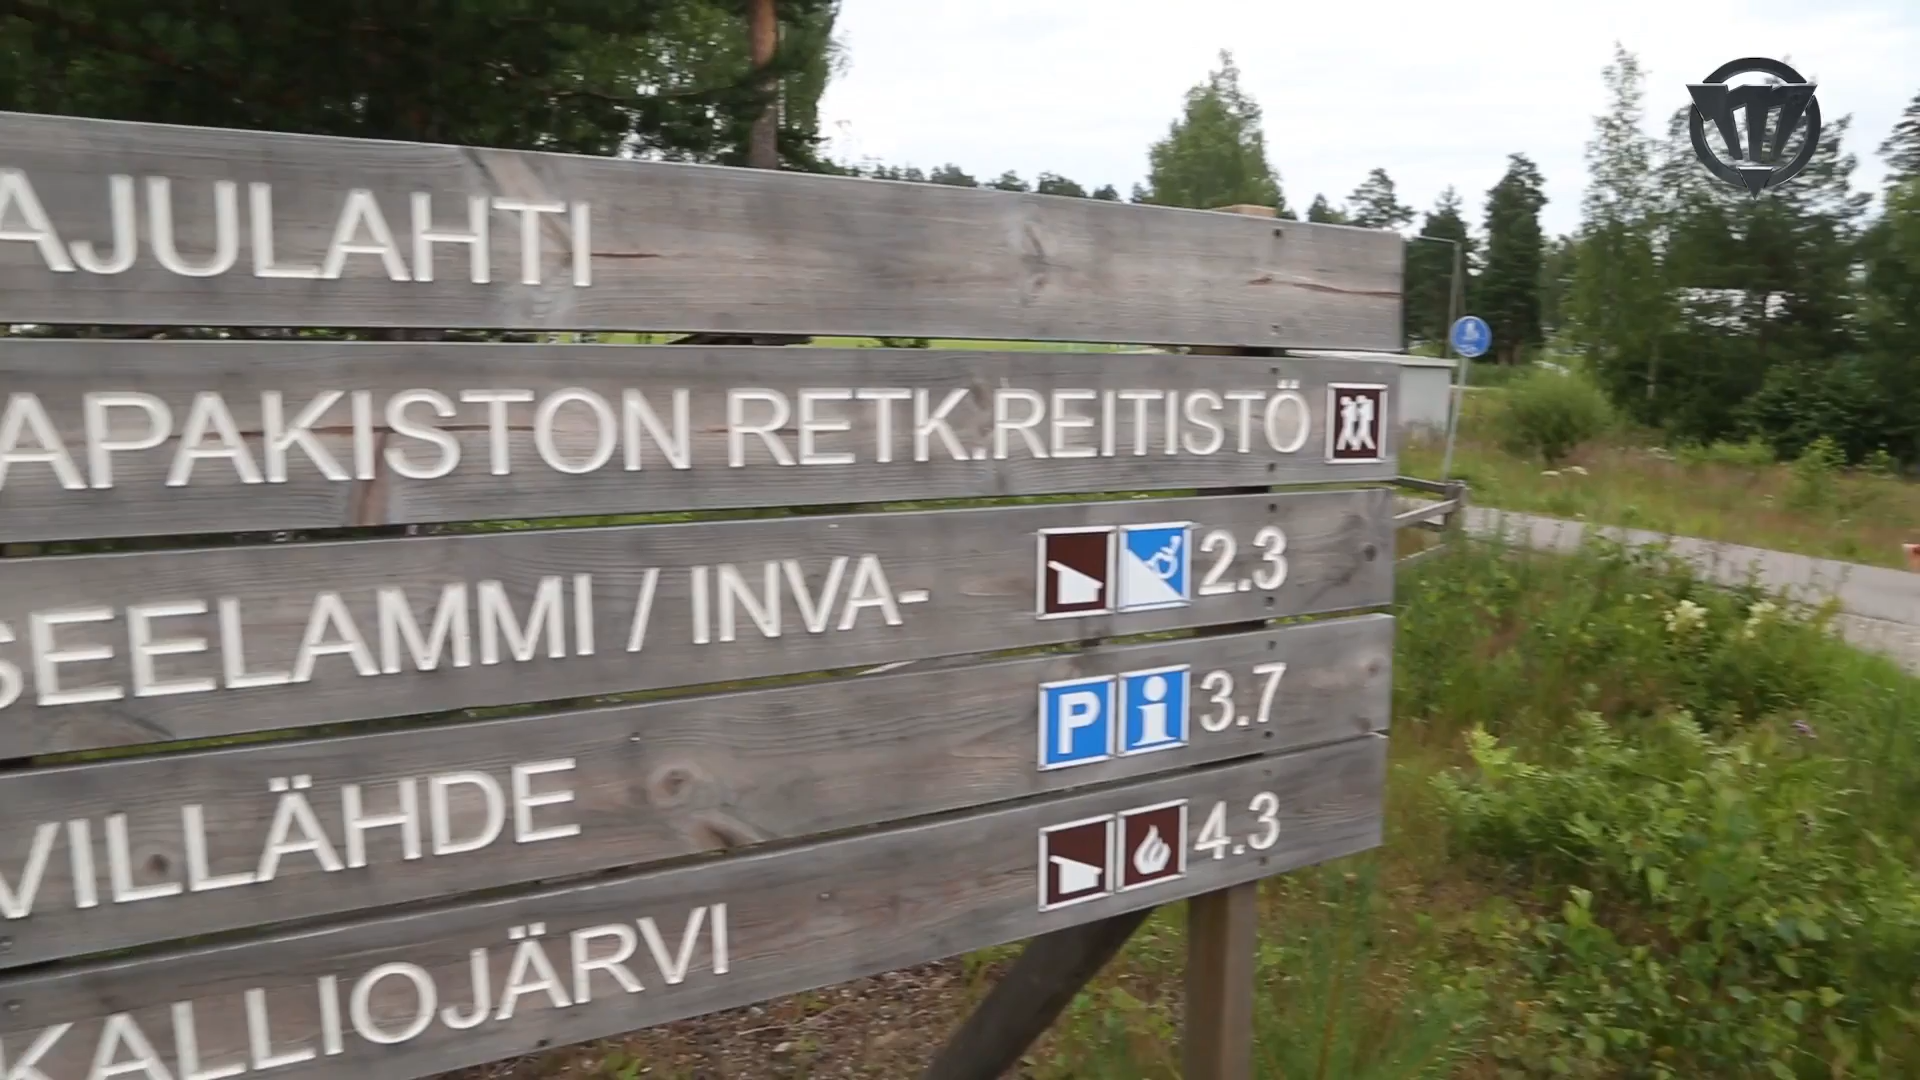 AJULAHTI
APAKISTON RETK.REITISTÖ
SEELAMMI / INVA- 2.3
VILLÄHDE P i 3.7
KALLIOJÄRVI 4.3